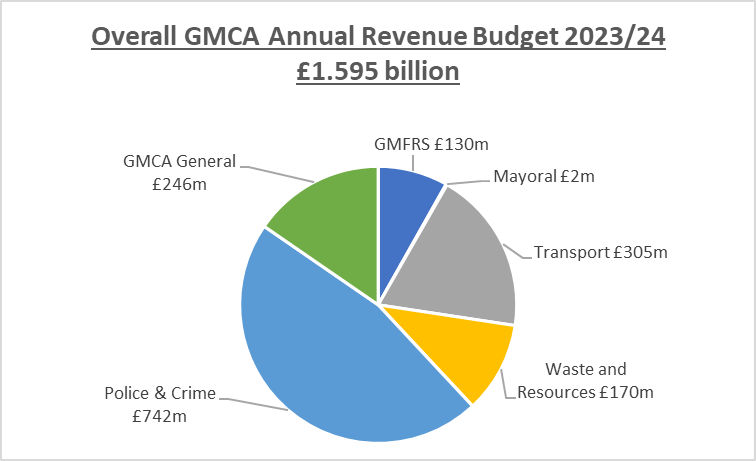 Overall GMCA Annual Revenue Budget 2023/24
£1.595 billion
GMFRS £130m
Mayoral £2m
Transport £305m
Waste and
Resources £170m
Police & Crime
£742m
GMCA General
£246m